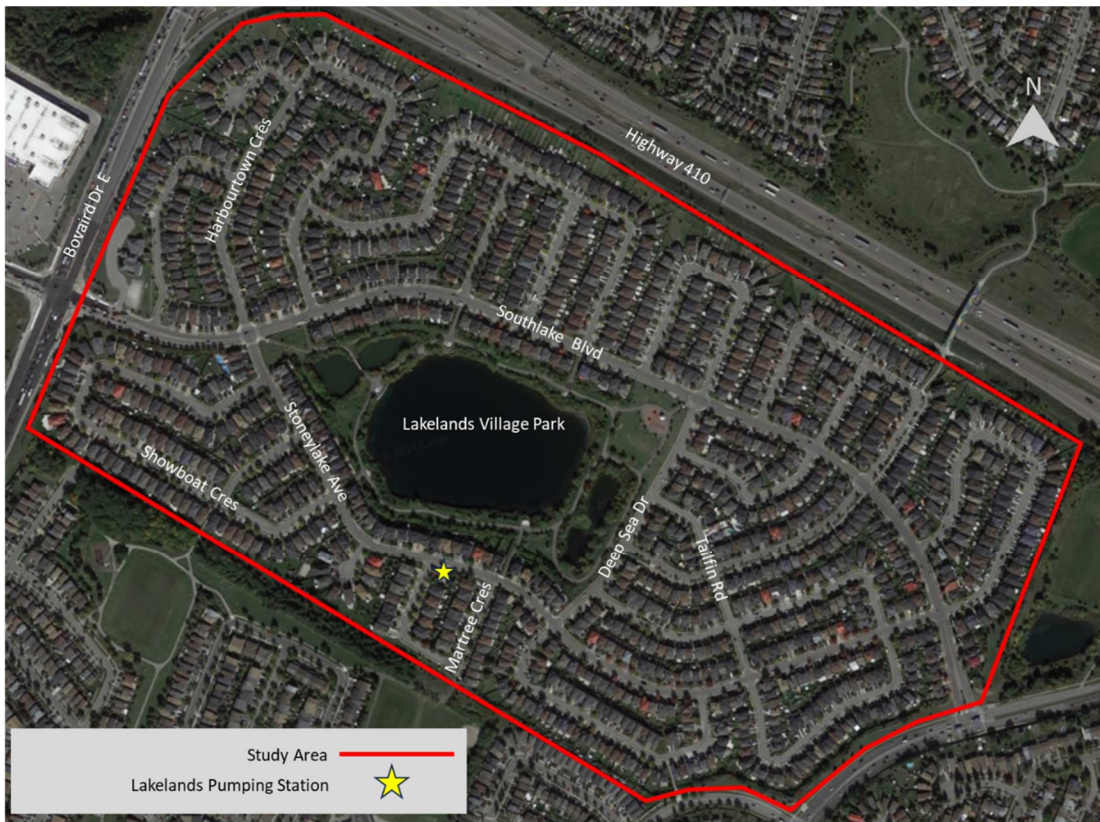 N
Highway 410
Harbourtown Cres
Bovaird Dr E
Southlake Blvd
Lakelands Village Park
Stoneylake Ave
Showboat Cres
Deep Sea Dr
Tailfin Rd
Martree Cres
Study Area
Lakelands Pumping Station